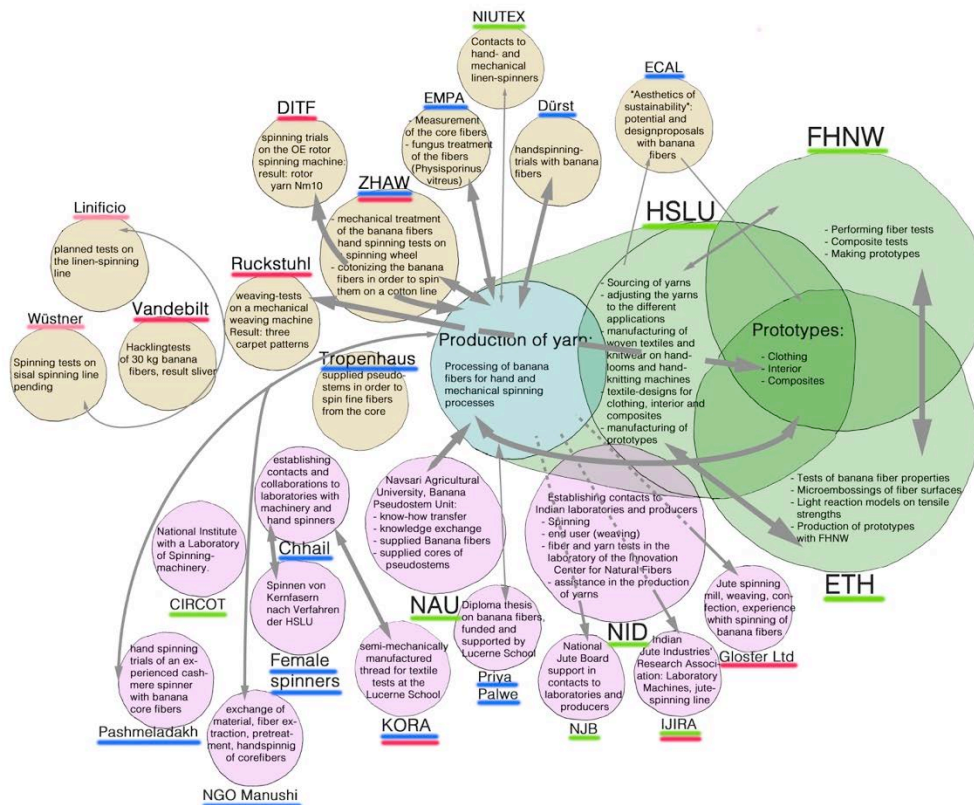 NIUTEX
Contacts to
hand- and
mechanical
linen-spinners
ECAL
"Aesthetics of
sustainability":
potential and
designproposals
with banana
fibers
DITF
spinning trials
on the OE rotor
spinning machine:
result: rotor
yarn Nm10
EMPA
- Measurement
of the core fibers
- fungus treatment
of the fibers
(Physisporinus
vitreus)
Dürst
handspinning-
trials with banana
fibers
FHNW
- Performing fiber tests
- Composite tests
- Making prototypes
ZHAW
- mechanical treatment
of the banana fibers
hand spinning tests on
spinning wheel
- cotonizing the banana
fibers in order to spin
them on a cotton line
HSLU
- Sourcing of yarns
- adjusting the yarns
to the different
applications
- manufacturing of
woven textiles and
knitwear on hand-
looms and hand-
knitting machines
textile-designs for
clothing, interior and
composites
- manufacturing of
prototypes
Linificio
planned tests on
the linen-spinning
line
Ruckstuhl
weaving-tests
on a mechanical
weaving machine
Result: three
carpet patterns
Wüstner
Spinning tests on
sisal spinning line
pending
Vandebilt
Hacklingtests
of 30 kg banana
fibers, result sliver
Tropenhaus
supplied pseudo-
stems in order to
spin fine fibers
from the core
Production of yarn:
Processing of banana
fibers for hand and
mechanical spinning
processes
Prototypes:
- Clothing
- Interior
- Composites
- Tests of banana fiber properties
- Microembossings of fiber surfaces
- Light reaction models on tensile
strengths
- Production of prototypes
with FHNW
ETH
establishing
contacts and
collaborations to
laboratories with
machinery and
hand spinners
Chhail
Navsari Agricultural
University, Banana
Pseudostem Unit:
- know-how transfer
- knowledge exchange
- supplied Banana fibers
- supplied cores of
pseudostems
NAU
Establishing contacts to
Indian laboratories and producers
- Spinning
- end user (weaving)
- fiber and yarn tests in the
laboratory of the Innovation
Center for Natural Fibers
- assistance in the production
of yarns
NID
National Institute
with a Laboratory
of Spinning-
machinery.
CIRCOT
Spinnen von
Kernfasern
nach Verfahren
der HSLU
Female
spinners
Jute spinning
mill, weaving, con-
fection, experience
whith spinning of
banana fibers
Gloster Ltd
hand spinning
trials of an ex-
perienced cash-
mere spinner
with banana
core fibers
Pashmeladakh
exchange of
material, fiber ex-
traction, pretreat-
ment, handspinnig
of corefibers
NGO Manushi
semi-mechanically
manufactured
thread for textile
tests at the
Lucerne School
KORA
Diploma thesis
on banana fibers,
funded and
supported by
Lucerne School
Priya
Palwe
National
Jute Board
support in
contacts to
laboratories and
producers
NJB
Indian
Jute Industries'
Research Associa-
tion: Laboratory
Machines, jute-
spinning line
IJIRA